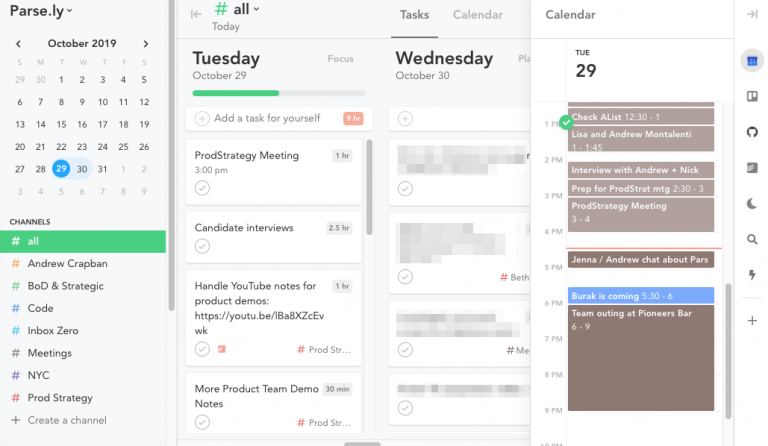 Parse.ly
October 2019
S M T W T F S
29 30 1 2 3 4 5
6 7 8 9 10 11 12
13 14 15 16 17 18 19
20 21 22 23 24 25 26
27 28 29 30 31 1 2
3 4 5 6 7 8 9
CHANNELS
# all
# Andrew Crapban
# BoD & Strategic
# Code
# Inbox Zero
# Meetings
# NYC
# Prod Strategy
+ Create a channel
# all
Today
Tasks
Calendar
Tuesday
Focus
October 29
Add a task for yourself
9 hr
ProdStrategy Meeting
1 hr
3:00 pm
Candidate interviews
2.5 hr
Handle YouTube notes for
1 hr
product demos:
https://youtu.be/lBa8XZcEv
wk
# Prod Str...
More Product Team Demo
30 min
Notes
# Prod Str...
Wednesday
Pla
October 30
# Beth
# Me
Calendar
TUE
29
1 PM
2 PM
3 PM
4 PM
5 PM
6 PM
7 PM
8 PM
9 PM
10 PM
Check AList 12:30 - 1
Lisa and Andrew Montalenti
1 - 1:45
Interview with Andrew + Nick
Prep for ProdStrat mtg 2:30 - 3
ProdStrategy Meeting
3 - 4
Jenna / Andrew chat about Pars
Burak is coming 5:30 - 6
Team outing at Pioneers Bar
6 - 9